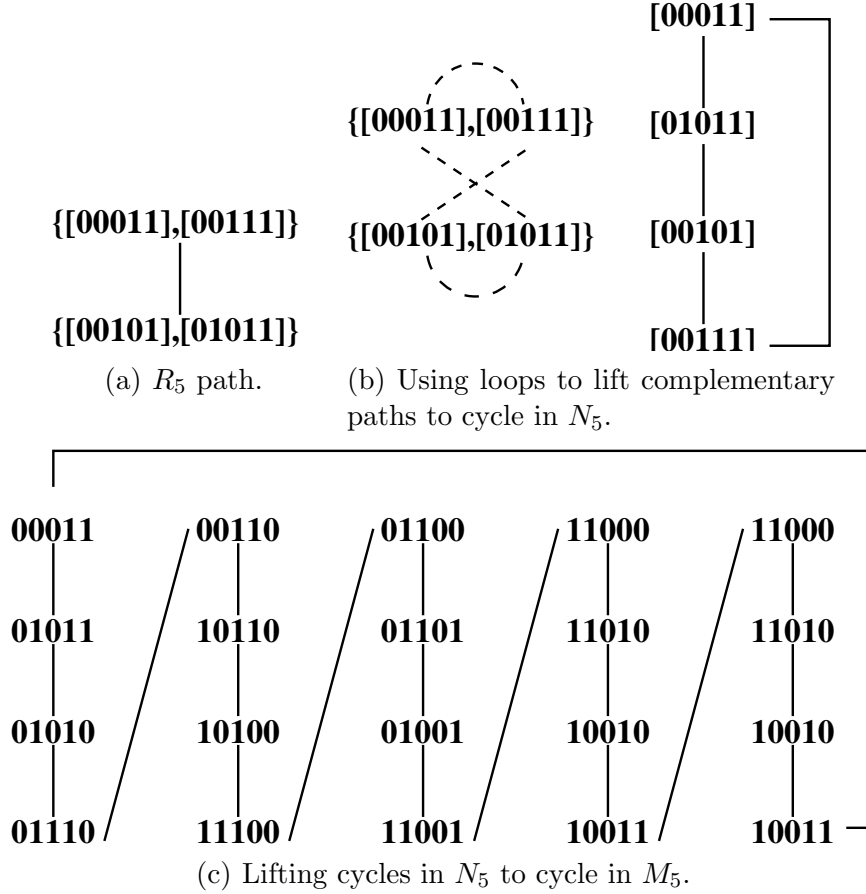 {[00011],[00111]}
{[00101],[01011]}
(a) R5 path.
{[00011],[00111]}
{[00101],[01011]}
[00011]
[01011]
[00101]
[00111]
(b) Using loops to lift complementary
paths to cycle in N5.
00011 00110 01100 11000 11000
01011 10110 01101 11010 11010
01010 10100 01001 10010 10010
01110 11100 11001 10011 10011
(c) Lifting cycles in N5 to cycle in M5.